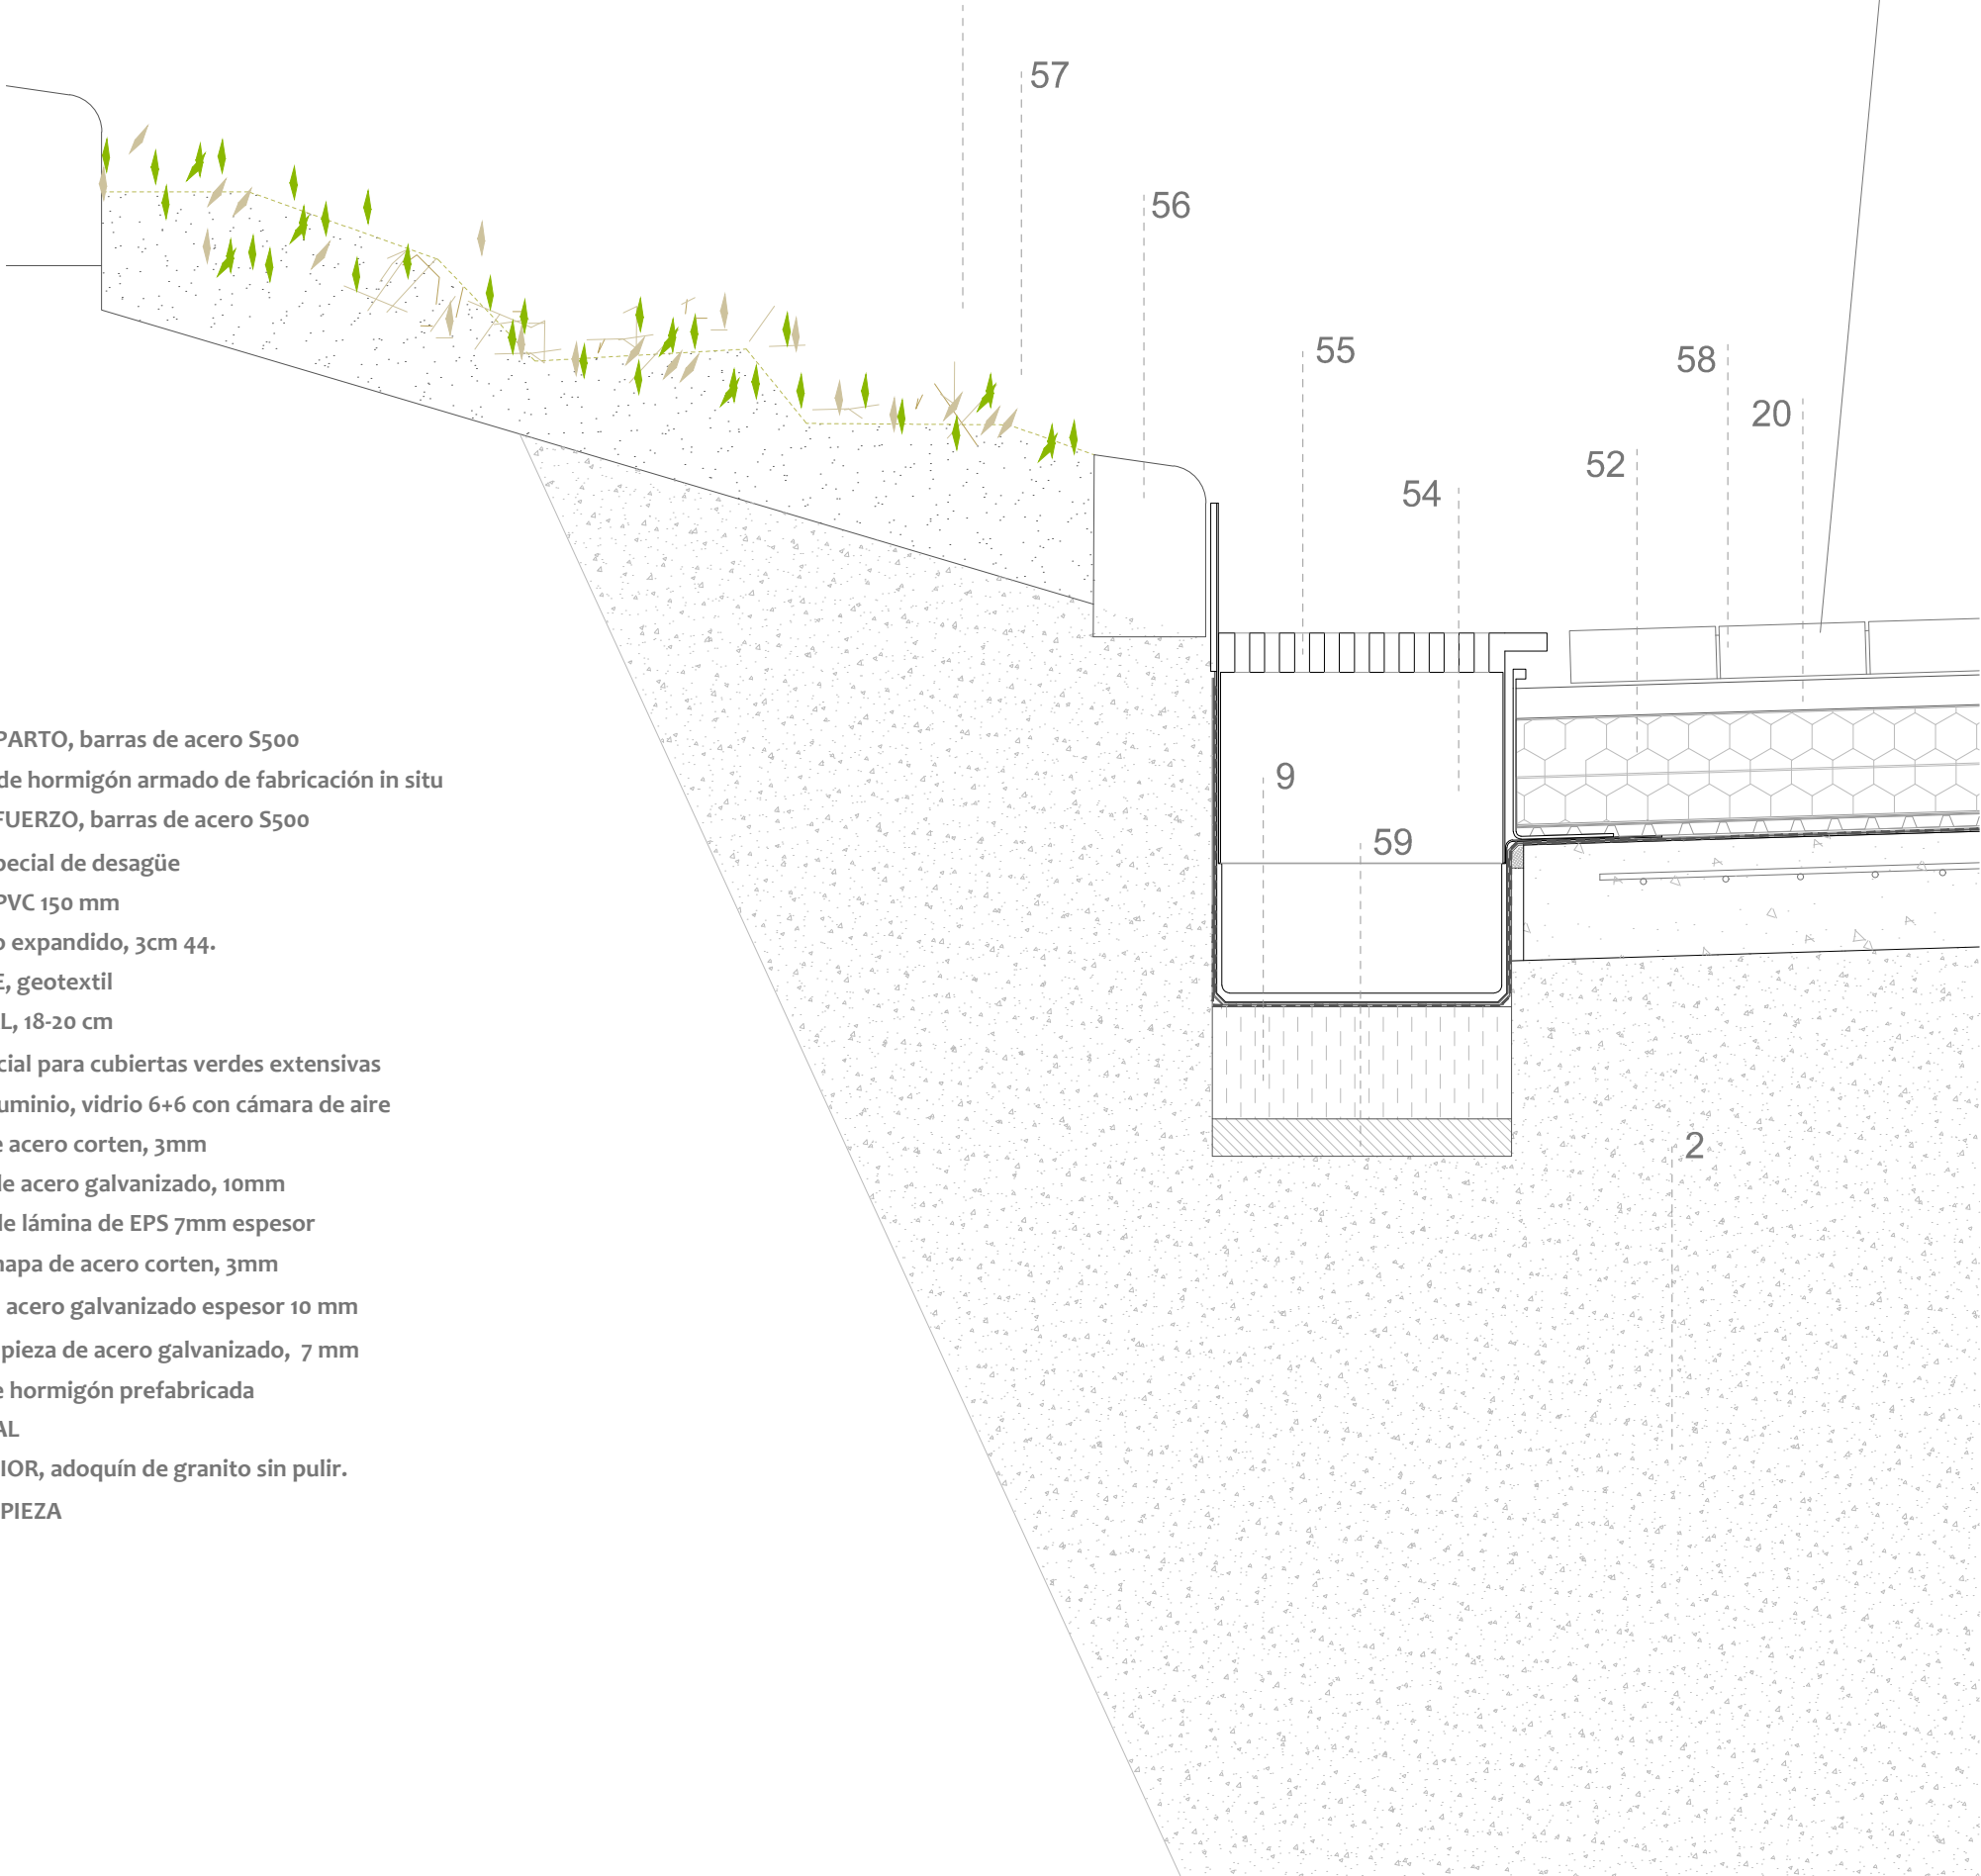 57
56
55
58
20
52
54
9
59
2
PARTO, barras de acero S500
de hormigón armado de fabricación in situ
FUERZO, barras de acero S500
pecial de desagüe
PVC 150 mm
o expandido, 3cm 44.
E, geotextil
L, 18-20 cm
cial para cubiertas verdes extensivas
uminio, vidrio 6+6 con cámara de aire
e acero corten, 3mm
de acero galvanizado, 10mm
de lámina de EPS 7mm espesor
hapa de acero corten, 3mm
acero galvanizado espesor 10 mm
pieza de acero galvanizado, 7 mm
e hormigón prefabricada
AL
IOR, adoquín de granito sin pulir.
PIEZA